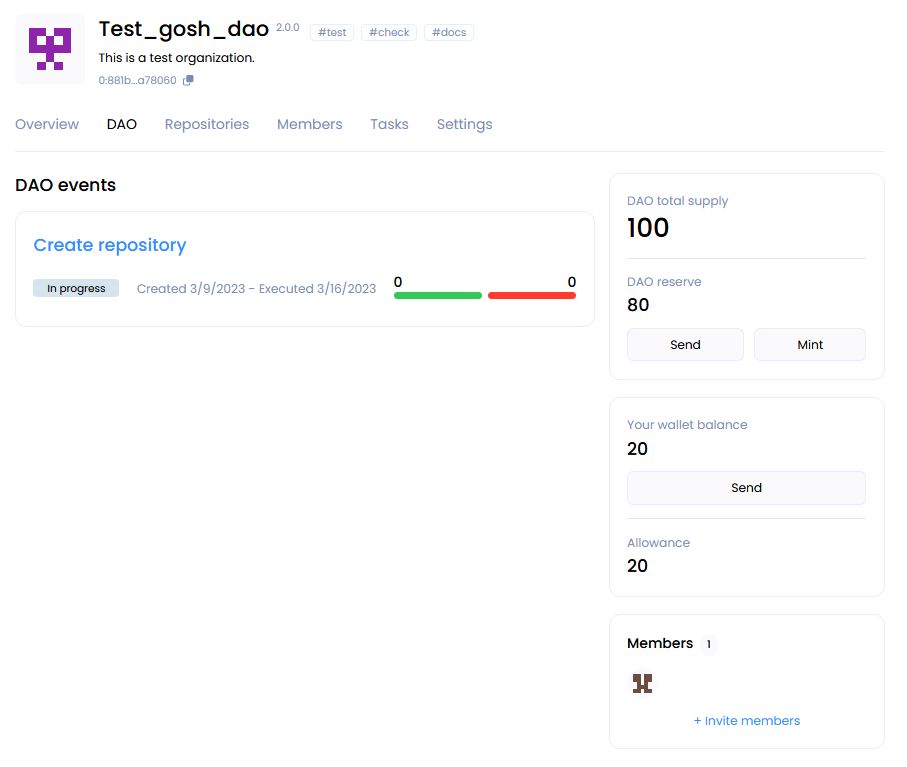 Test_gosh_dao 2.0.0 #test #check #docs
This is a test organization.
0:881b...a78060
Overview DAO Repositories Members Tasks Settings
DAO events
Create repository
In progress Created 3/9/2023 - Executed 3/16/2023 0 0
DAO total supply
100
DAO reserve
80
Send Mint
Your wallet balance
20
Send
Allowance
20
Members 1
+ Invite members